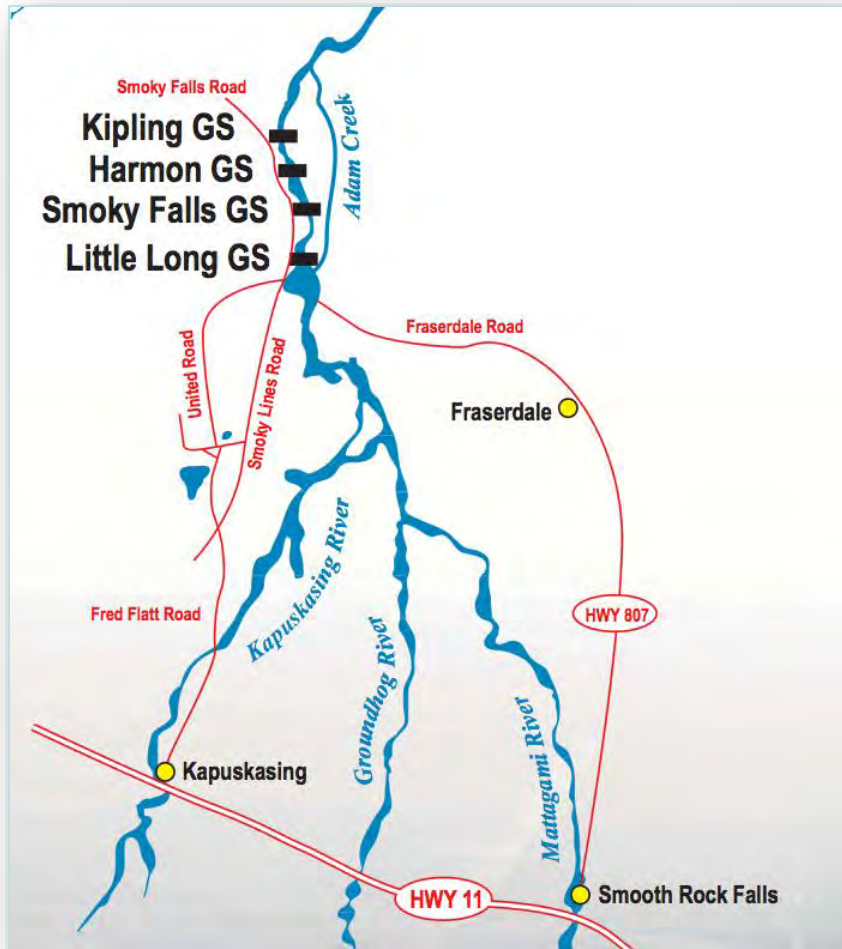 Smoky Falls Road
Kipling GS
Harmon GS
Smoky Falls GS
Little Long GS
Adam Creek
Fraserdale Road
United Road
Smoky Lines Road
Fraserdale
Kapuskasing River
Fred Flatt Road
HWY 807
Groundhog River
Mattagami River
Kapuskasing
HWY 11
Smooth Rock Falls